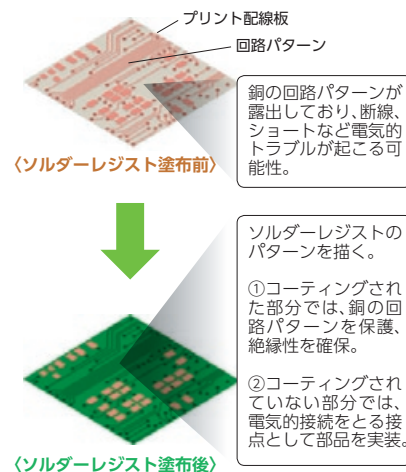 プリント配線板
回路パターン
銅の回路パターンが
露出しており、断線、
ショートなど電気的
トラブルが起こる可
能性。
〈ソルダーレジスト塗布前〉
ソルダーレジストの
パターンを描く。
①コーティングされ
た部分では、銅の回
路パターンを保護、
絶縁性を確保。
②コーティングされ
ていない部分では、
電気的接続をとる接
点として部品を実装。
〈ソルダーレジスト塗布後〉